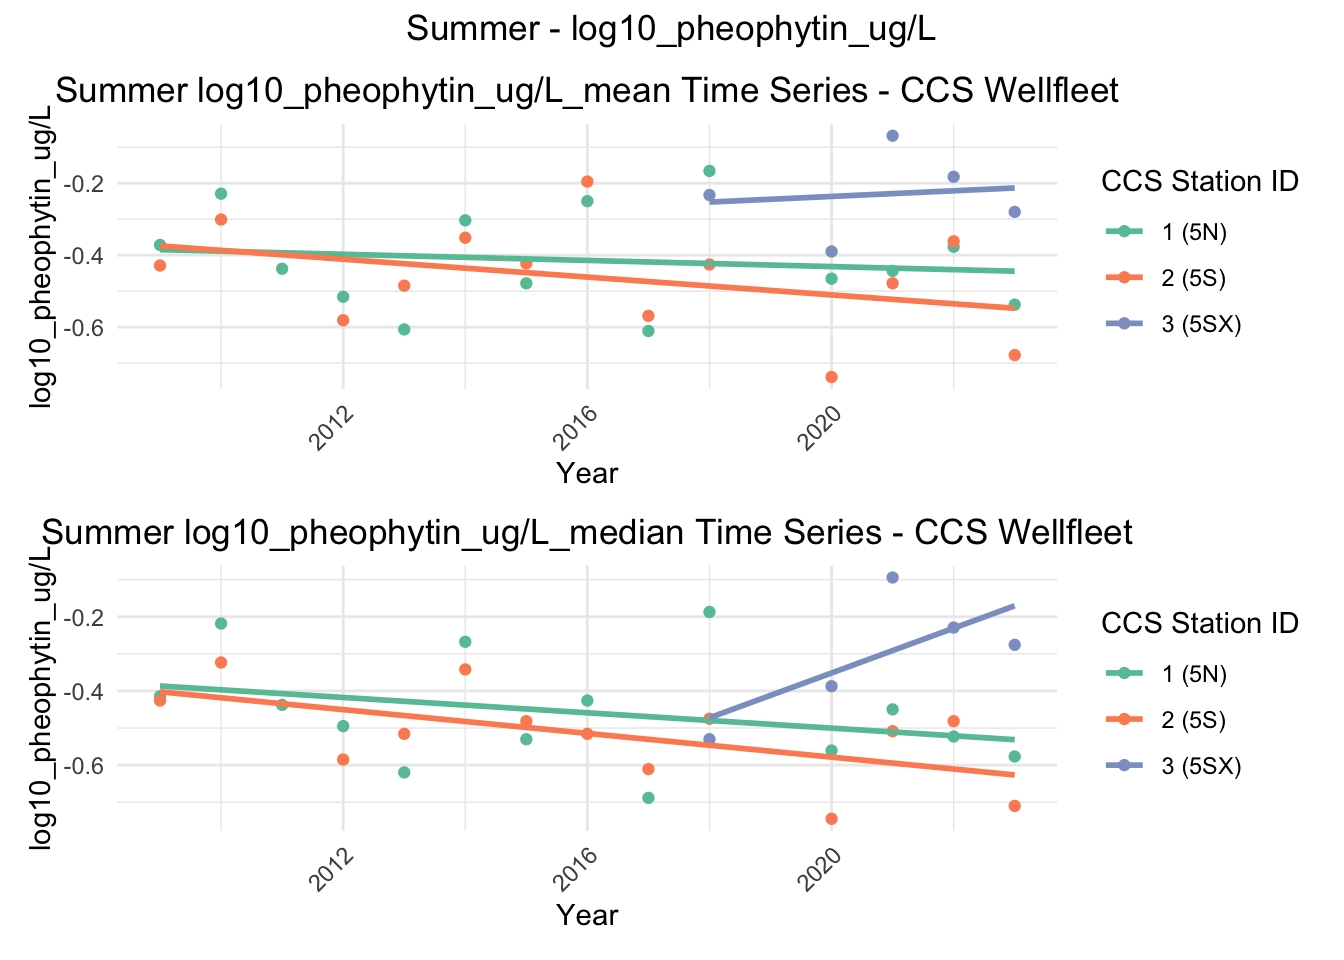 Summer - log10_pheophytin_ug/L
Summer log10_pheophytin_ug/L_mean Time Series - CCS Wellfleet
log10_pheophytin_ug/L
-0.2
-0.4
-0.6
2012
2016
2020
Year
CCS Station ID
1 (5N)
2 (5S)
3 (5SX)
Summer log10_pheophytin_ug/L_median Time Series - CCS Wellfleet
log10_pheophytin_ug/L
-0.2
-0.4
-0.6
2012
2016
2020
Year
CCS Station ID
1 (5N)
2 (5S)
3 (5SX)